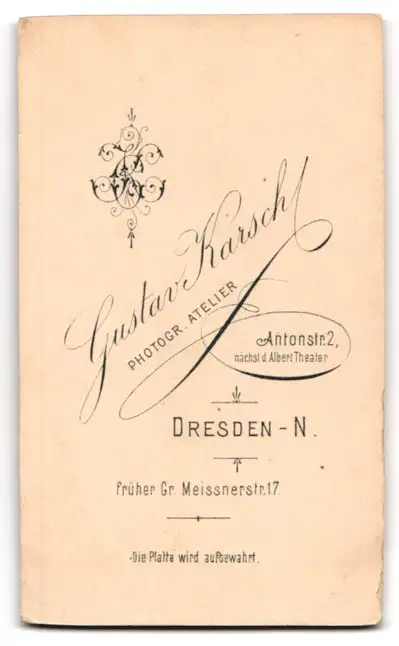 Gustav Karsch
PHOTOGR. ATELIER
Antonstr. 2,
nächst d. Albert Theater
DRESDEN - N.
früher Gr. Meissnerstr. 17.
Die Platte wird aufbewahrt.